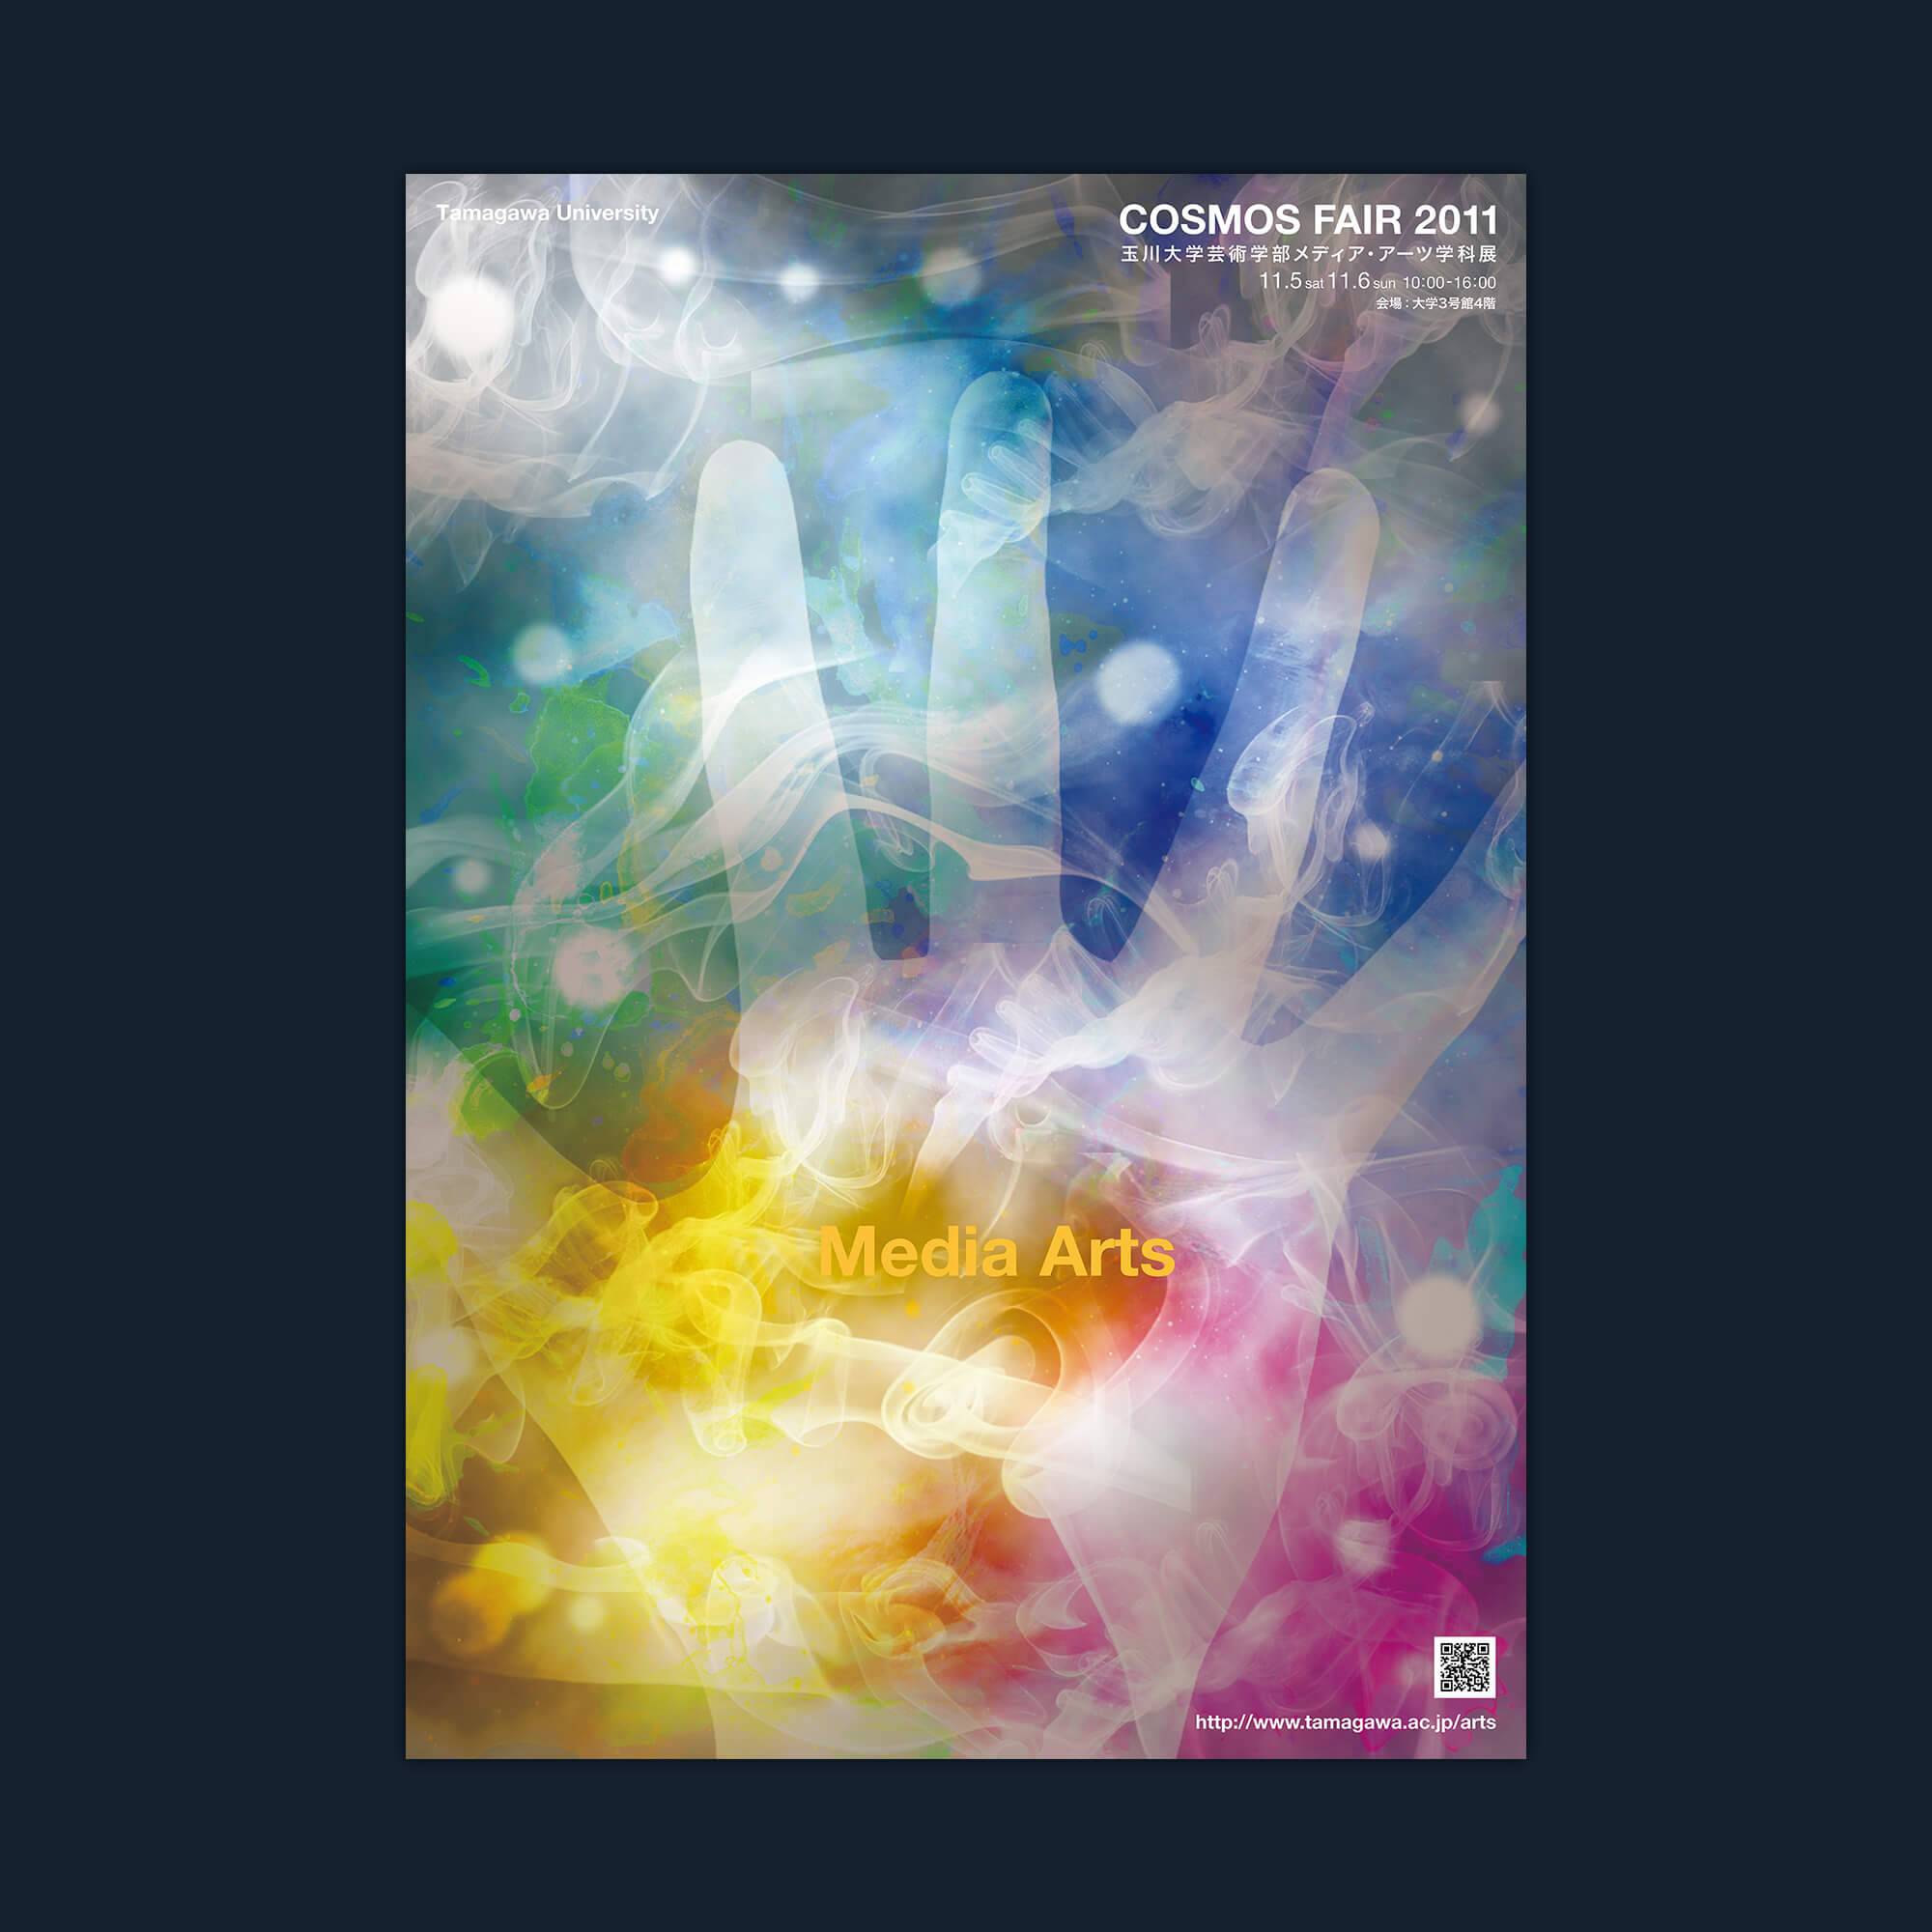 Tamagawa University
COSMOS FAIR 2011
玉川大学芸術学部メディア・アーツ学科展
11.5 sat 11.6 sun 10:00-16:00
会場：大学3号館4階
Media Arts
http://www.tamagawa.ac.jp/arts